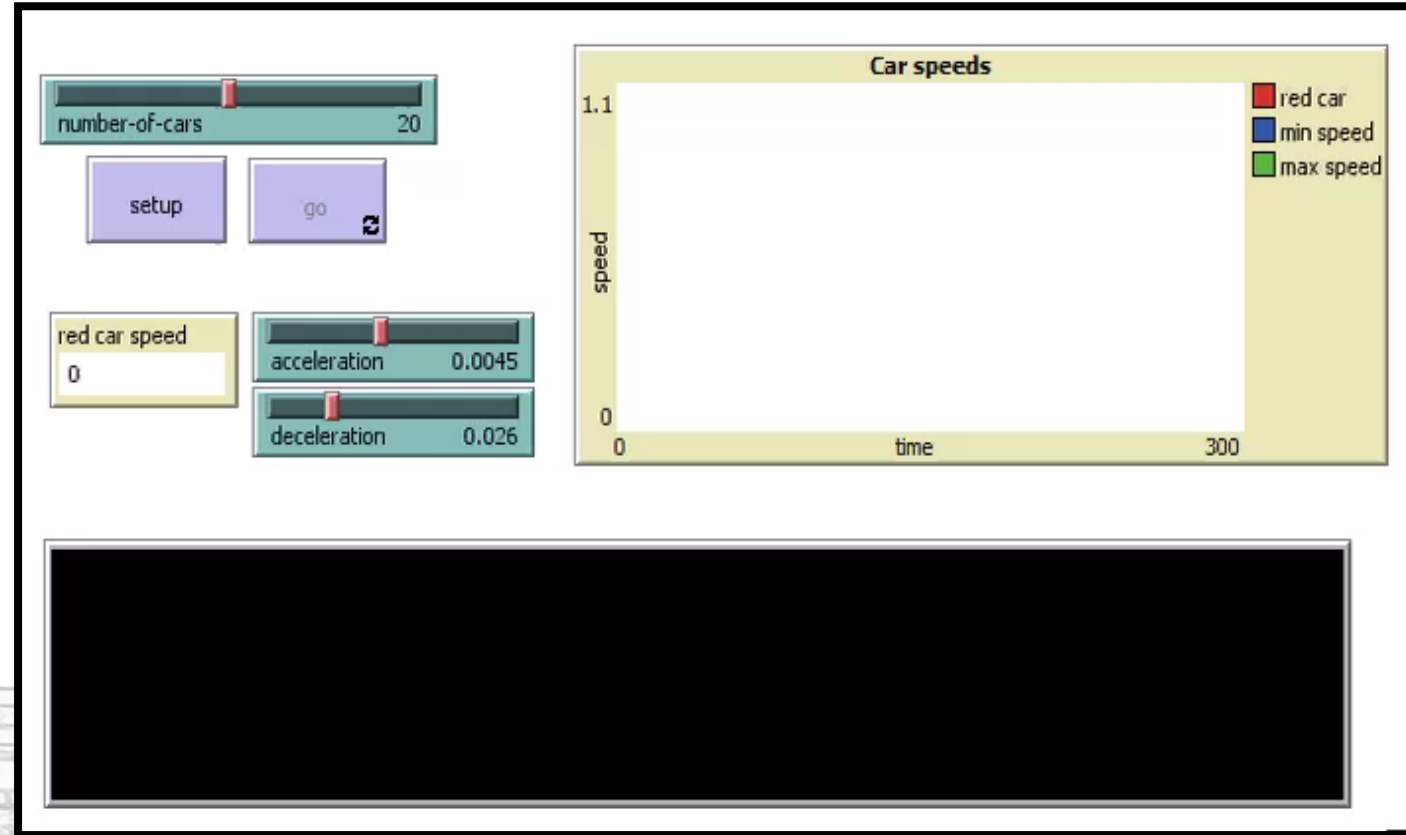 number-of-cars 20
setup
go
red car speed
0
acceleration 0.0045
deceleration 0.026
Car speeds
1.1
speed
0
0 time 300
red car
min speed
max speed